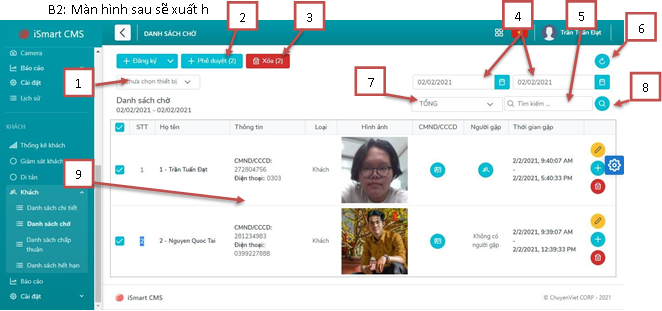 B2: Màn hình sau sẽ xuất h
2
3
4
5
iSmart CMS
DANH SÁCH CHỜ
Trần Tuấn Đạt
6
Camera
Báo cáo
Cài đặt
Lịch sử
+ Đăng ký
+ Phê duyệt (2)
Xóa (2)
1
Chưa chọn thiết bị
7
02/02/2021
02/02/2021
8
Danh sách chờ
02/02/2021 - 02/02/2021
TỔNG
Tìm kiếm ...
KHÁCH
Thống kê khách
Giám sát khách
Di tản
Khách
Danh sách chi tiết
Danh sách chờ
Danh sách chấp thuận
Danh sách hết hạn
Báo cáo
Cài đặt
9
STT
Họ tên
Thông tin
Loại
Hình ảnh
CMND/CCCD
Người gặp
Thời gian gặp
1
1 - Trần Tuấn Đạt
CMND/CCCD:
272804756
Điện thoại: 0303
Khách
2/2/2021, 9:40:07 AM
-
2/2/2021, 5:40:33 PM
2
2 - Nguyen Quoc Tai
CMND/CCCD:
281234983
Điện thoại:
0399227888
Khách
Không có
người gặp
2/2/2021, 9:39:07 AM
-
2/2/2021, 12:39:33 PM
iSmart CMS
© ChuyenViet CORP - 2021